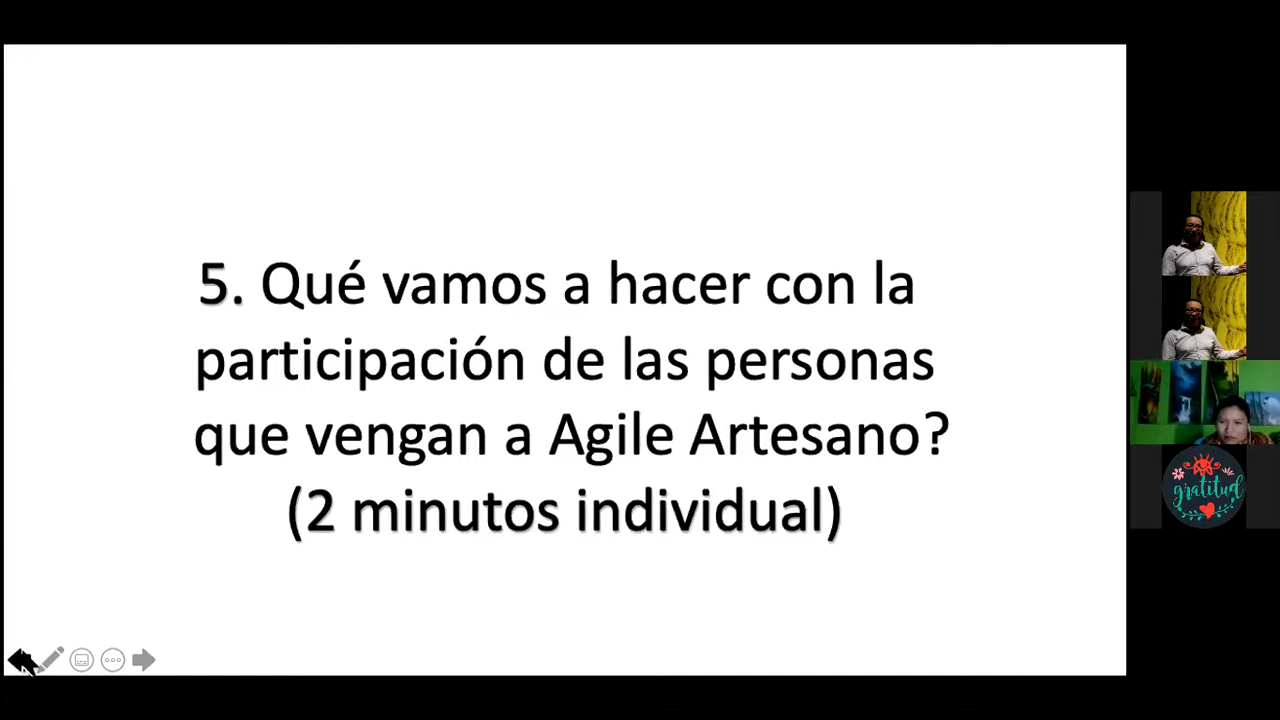 5. Qué vamos a hacer con la
participación de las personas
que vengan a Agile Artesano?
(2 minutos individual)
gratitud